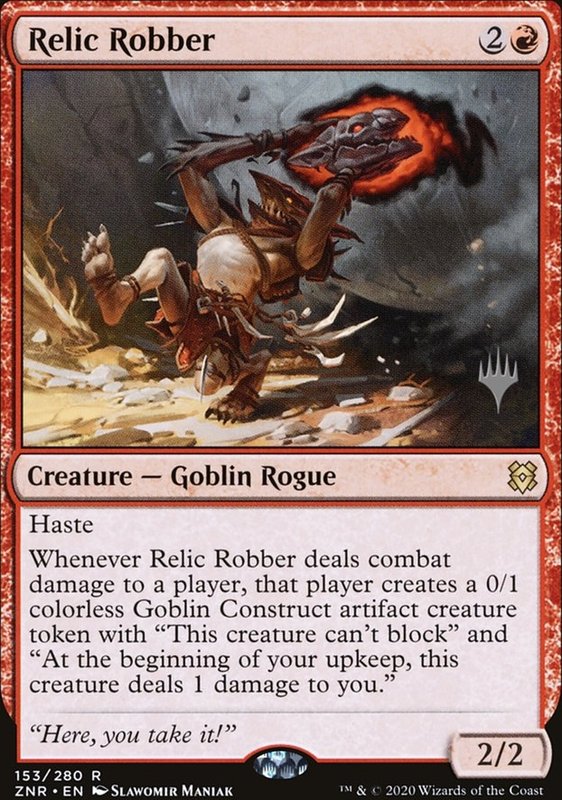 Relic Robber 2
Creature — Goblin Rogue
Haste
Whenever Relic Robber deals combat
damage to a player, that player creates a 0/1
colorless Goblin Construct artifact creature
token with “This creature can’t block” and
“At the beginning of your upkeep, this
creature deals 1 damage to you.”
“Here, you take it!”
2/2
153/280 R
ZNR • EN Slawomir Maniak
™ & © 2020 Wizards of the Coast